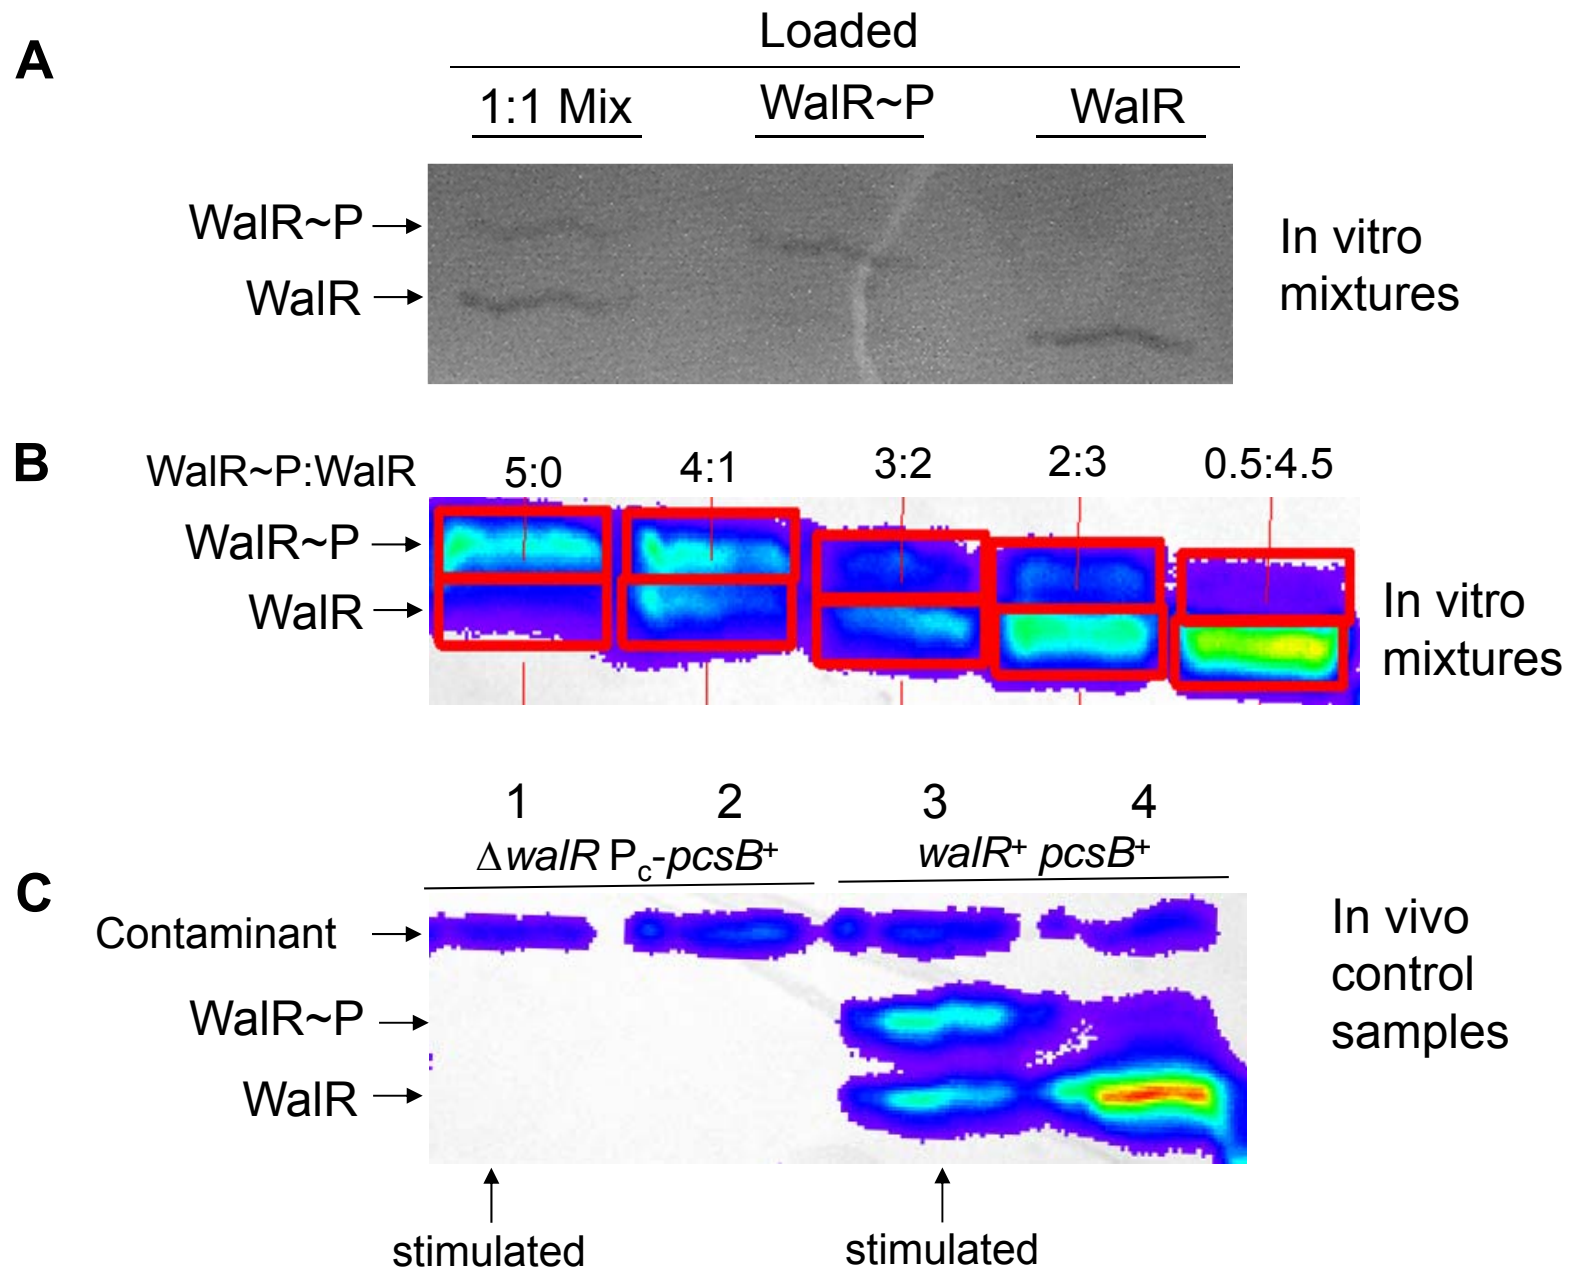 A
Loaded
1:1 Mix WalR~P WalR
WalR~P
WalR
In vitro
mixtures
B
WalR~P:WalR 5:0 4:1 3:2 2:3 0.5:4.5
WalR~P
WalR
In vitro
mixtures
1 2 3 4
ΔwalR Pc-pcsB+ walR+ pcsB+
C
Contaminant
WalR~P
WalR
In vivo
control
samples
stimulated stimulated